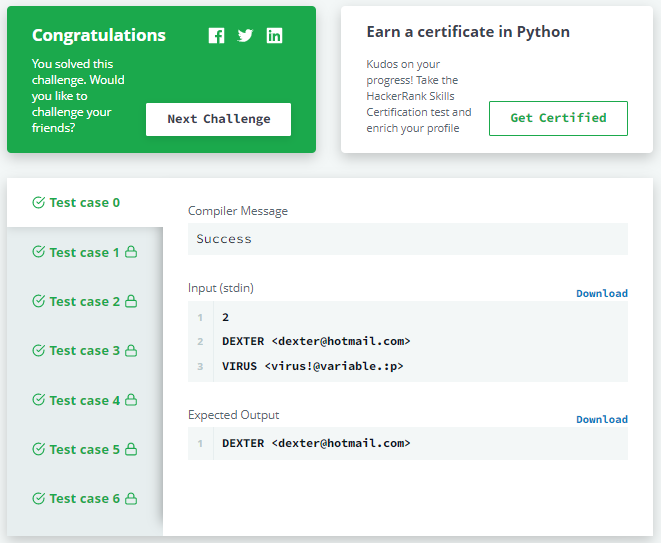 Congratulations
You solved this
challenge. Would
you like to
challenge your
friends?
Next Challenge
Earn a certificate in Python
Kudos on your
progress! Take the
HackerRank Skills
Certification test and
enrich your profile
Get Certified
Test case 0
Test case 1
Test case 2
Test case 3
Test case 4
Test case 5
Test case 6
Compiler Message
Success
Input (stdin)
Download
1 2
2 DEXTER <dexter@hotmail.com>
3 VIRUS <virus!@variable.:p>
Expected Output
Download
1 DEXTER <dexter@hotmail.com>